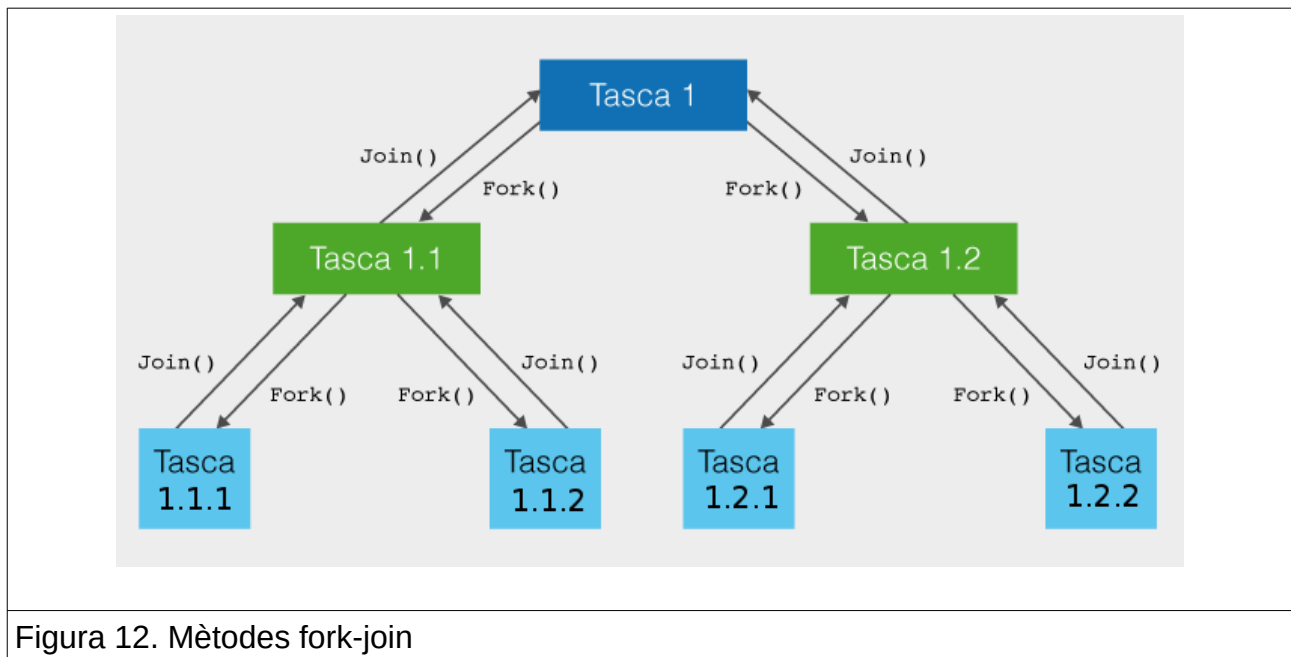 Tasca 1
Join()
Join()
Fork()
Fork()
Tasca 1.1
Tasca 1.2
Join()
Join()
Join()
Join()
Fork()
Fork()
Fork()
Fork()
Tasca
1.1.1
Tasca
1.1.2
Tasca
1.2.1
Tasca
1.2.2
Figura 12. Mètodes fork-join